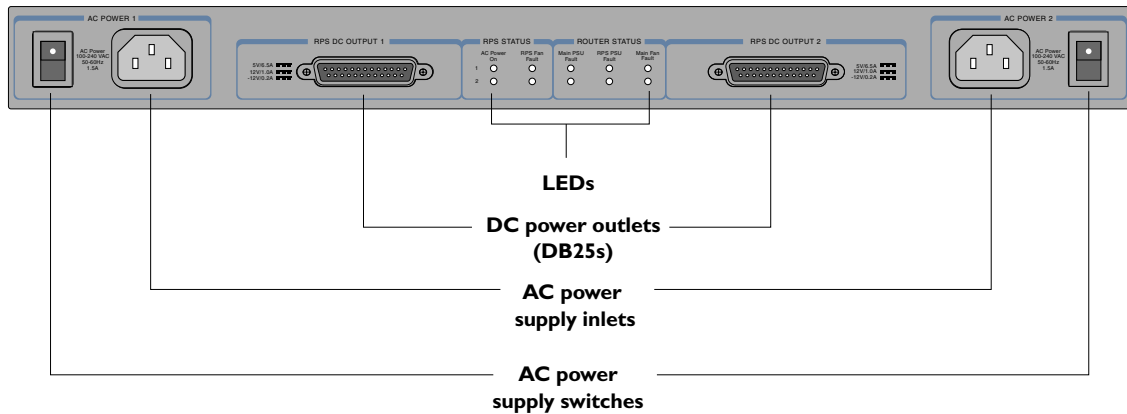 AC POWER 1
AC POWER 2
AC Power
100-240 VAC
50-60Hz
1.5A
RPS DC OUTPUT 1
5V/6.5A
12V/1.0A
-12V/0.2A
RPS STATUS
AC Power
On
RPS Fan
Fault
1
2
ROUTER STATUS
Main PSU
Fault
RPS PSU
Fault
Main Fan
Fault
RPS DC OUTPUT 2
5V/6.5A
12V/1.0A
-12V/0.2A
AC Power
100-240 VAC
50-60Hz
1.5A
LEDs
DC power outlets
(DB25s)
AC power
supply inlets
AC power
supply switches